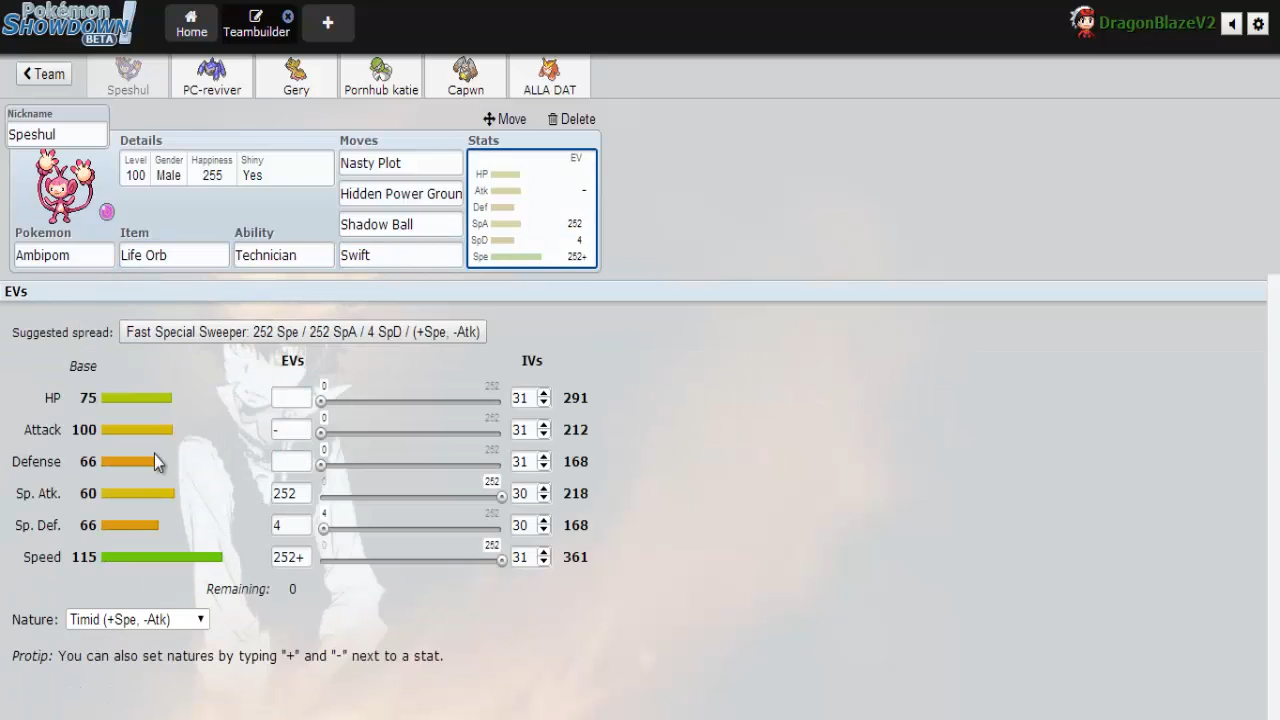 Pokémon
SHOWDOWN!
BETA
Home
Teambuilder
+
DragonBlazeV2
Team
Speshul
PC-reviver
Gery
Pornhub katie
Capwn
ALLA DAT
Move
Delete
Nickname
Speshul
Details
Level Gender Happiness Shiny
100 Male 255 Yes
Moves
Nasty Plot
Hidden Power Groun
Shadow Ball
Swift
Stats
EV
HP
Atk -
Def
SpA 252
SpD 4
Spe 252+
Pokemon
Ambipom
Item
Life Orb
Ability
Technician
EVs
Suggested spread: Fast Special Sweeper: 252 Spe / 252 SpA / 4 SpD / (+Spe, -Atk)
Base EVs IVs
HP 75 0 252 31 291
Attack 100 - 0 252 31 212
Defense 66 0 252 31 168
Sp. Atk. 60 252 0 252 30 218
Sp. Def. 66 4 4 252 30 168
Speed 115 252+ 0 252 31 361
Remaining: 0
Nature: Timid (+Spe, -Atk)
Protip: You can also set natures by typing "+" and "-" next to a stat.